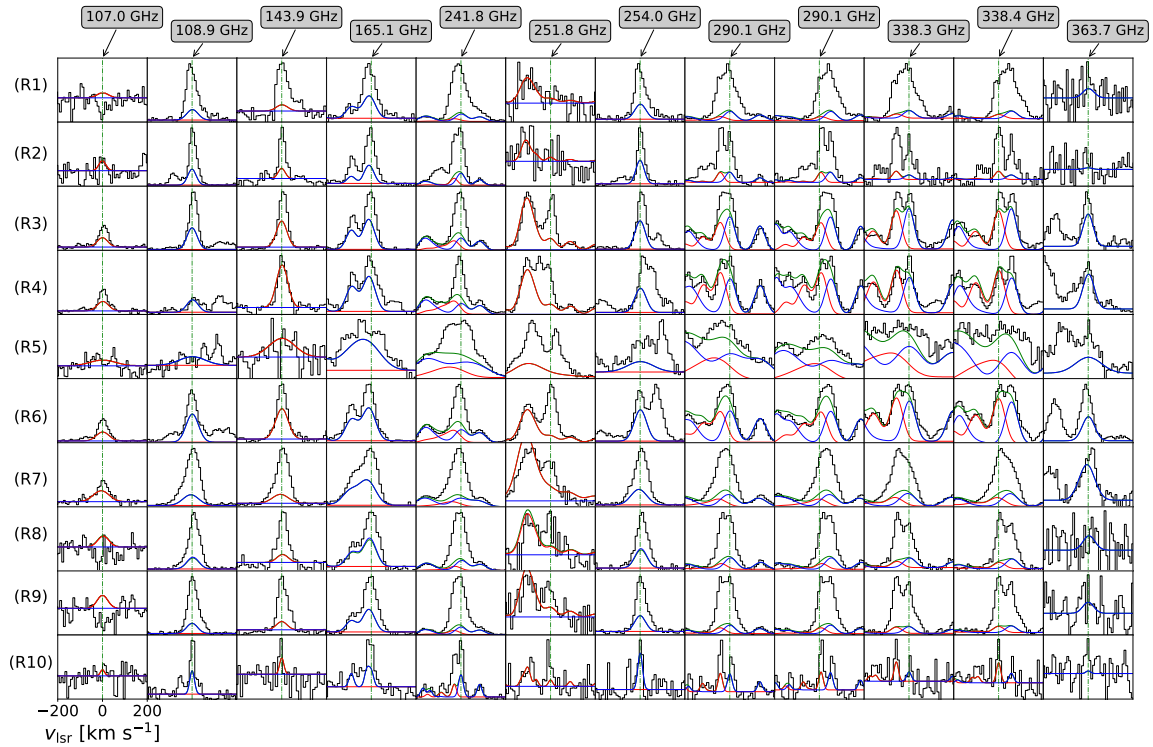 107.0 GHz
143.9 GHz
241.8 GHz
254.0 GHz
290.1 GHz
338.4 GHz
108.9 GHz
165.1 GHz
251.8 GHz
290.1 GHz
338.3 GHz
363.7 GHz
(R1)
(R2)
(R3)
(R4)
(R5)
(R6)
(R7)
(R8)
(R9)
(R10)
−200 0 200
v_lsr [km s⁻¹]